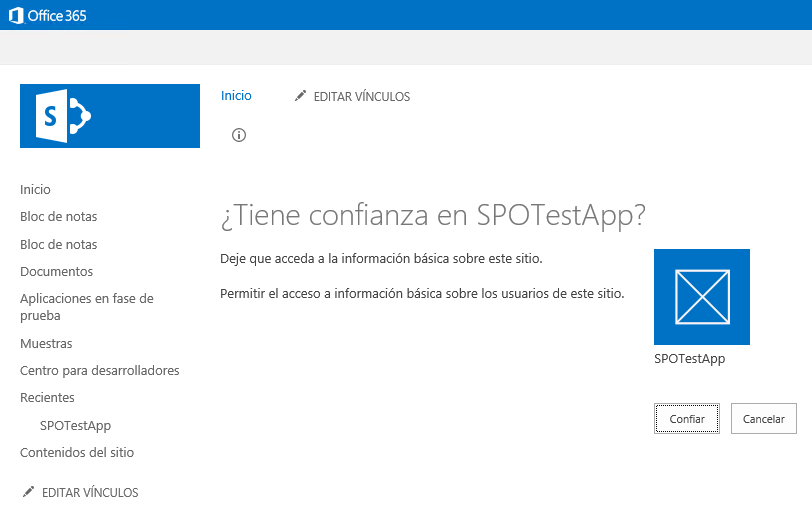 Office 365
Inicio
EDITAR VÍNCULOS
S
Inicio
Bloc de notas
Bloc de notas
Documentos
Aplicaciones en fase de
prueba
Muestras
Centro para desarrolladores
Recientes
SPOTestApp
Contenidos del sitio
EDITAR VÍNCULOS
¿Tiene confianza en SPOTestApp?
Deje que acceda a la información básica sobre este sitio.
Permitir el acceso a información básica sobre los usuarios de este sitio.
SPOTestApp
Confiar
Cancelar